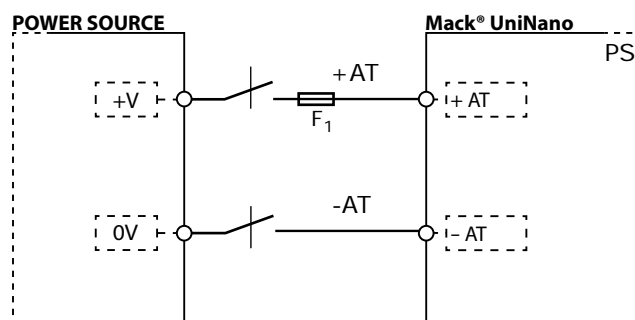 POWER SOURCE
Mack® UniNano
PS
+AT
+V
F1
+ AT
-AT
0V
– AT